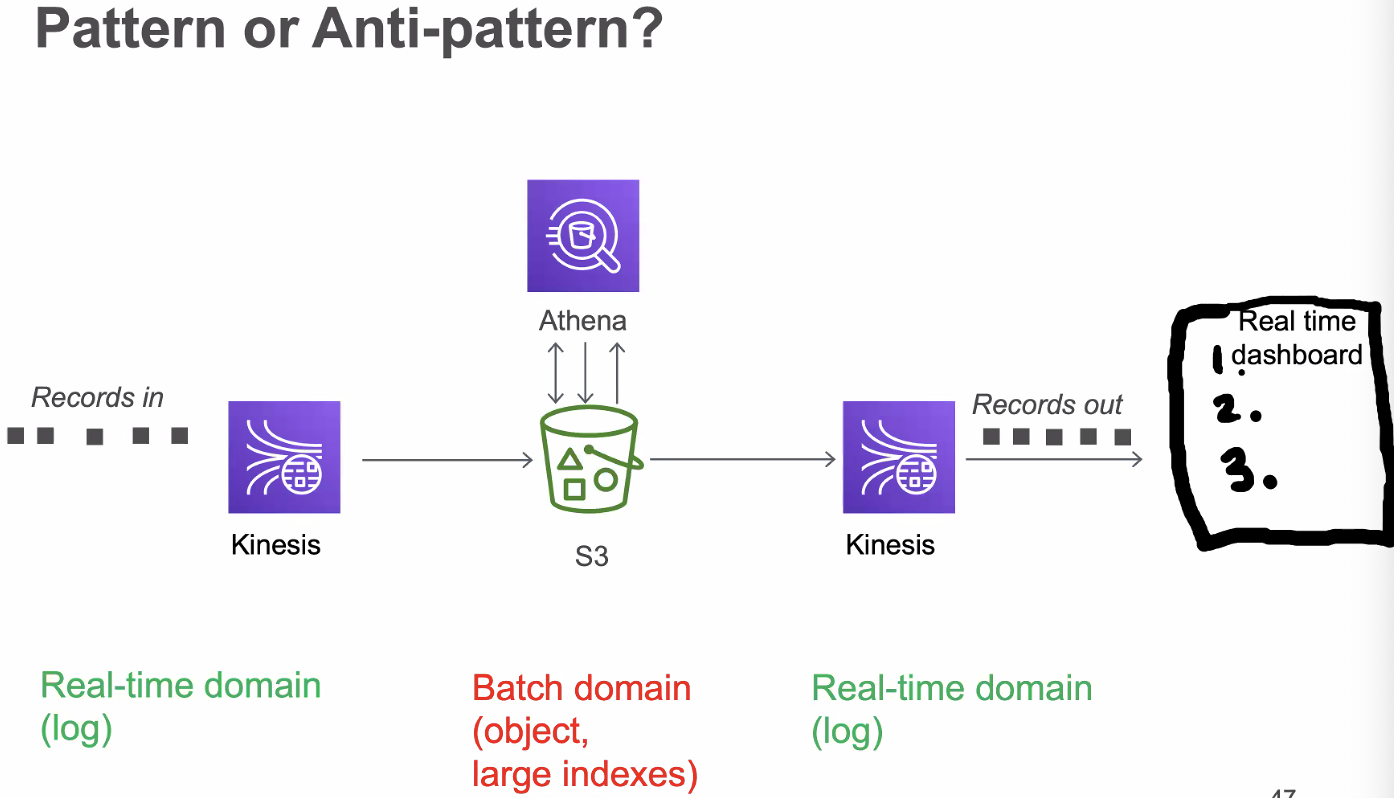 Pattern or Anti-pattern?
Athena
Records in
Kinesis
S3
Kinesis
Records out
Real time
dashboard
1.
2.
3.
Real-time domain
(log)
Batch domain
(object,
large indexes)
Real-time domain
(log)
47